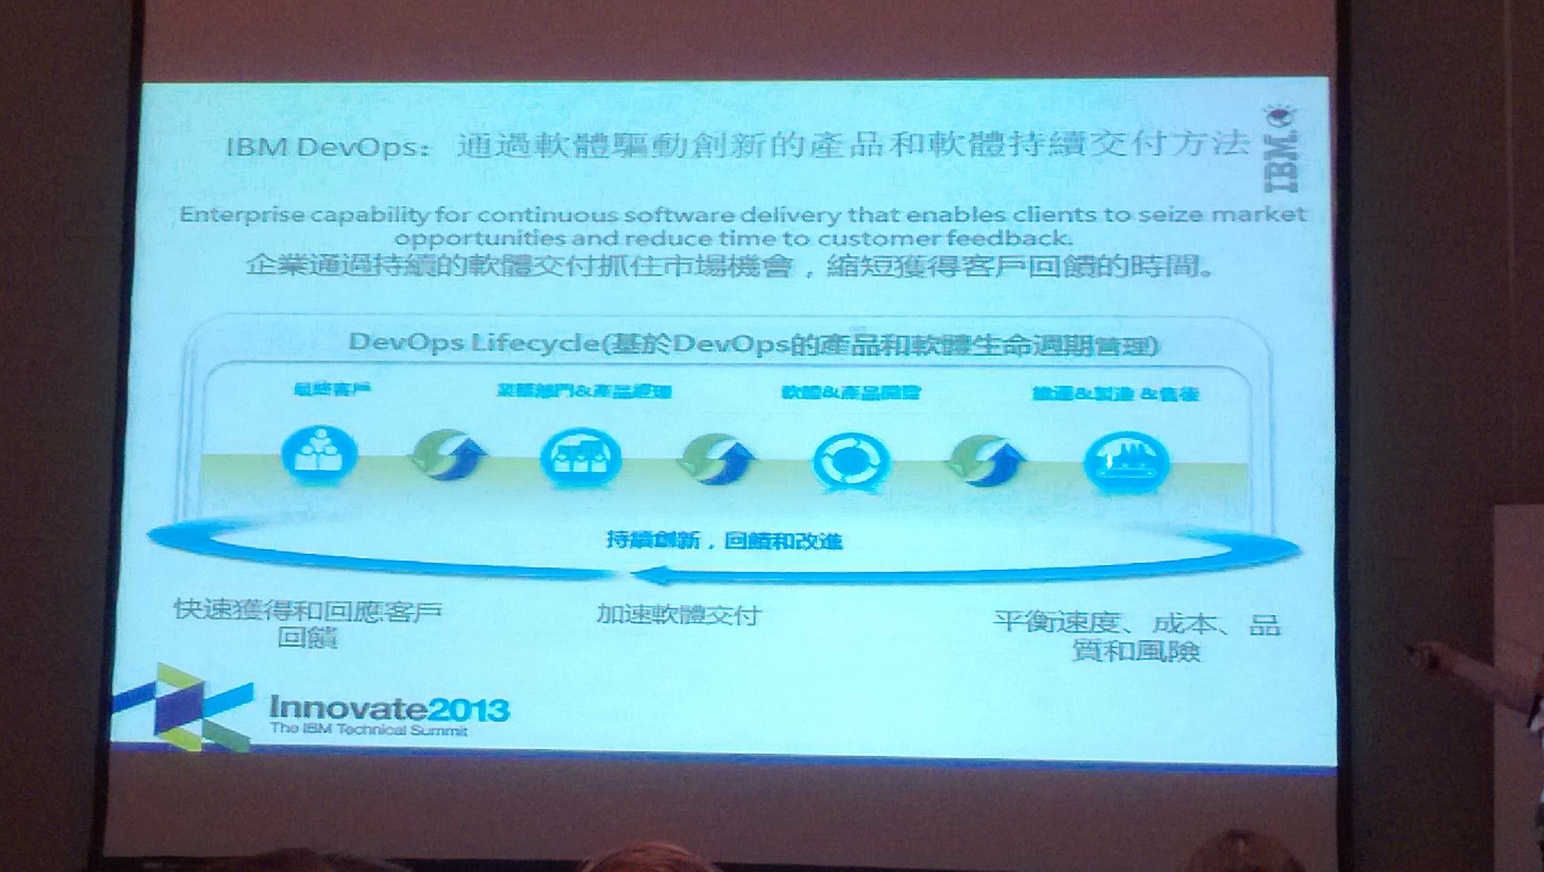 IBM DevOps： 通過軟體驅動創新的產品和軟體持續交付方法
IBM
Enterprise capability for continuous software delivery that enables clients to seize market
opportunities and reduce time to customer feedback.
企業通過持續的軟體交付抓住市場機會，縮短獲得客戶回饋的時間。
DevOps Lifecycle(基於DevOps的產品和軟體生命週期管理)
最終客戶
業務部門&產品經理
軟體&產品開發
&製造 &售後
持續創新，回饋和改進
快速獲得和回應客戶
回饋
加速軟體交付
平衡速度、成本、品
質和風險
Innovate2013
The IBM Technical Summit